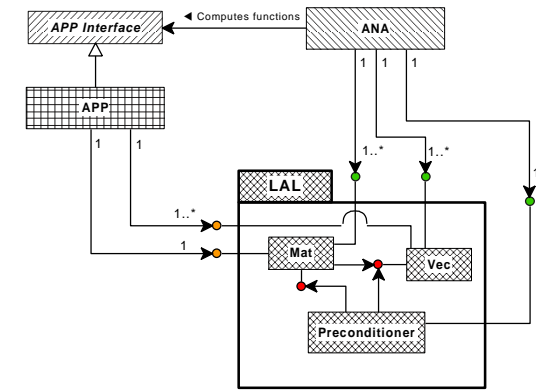 ◄ Computes functions
APP Interface
ANA
1 1 1
APP
1 1
1..* 1..* 1
LAL
1..*
1
Mat
Vec
Preconditioner